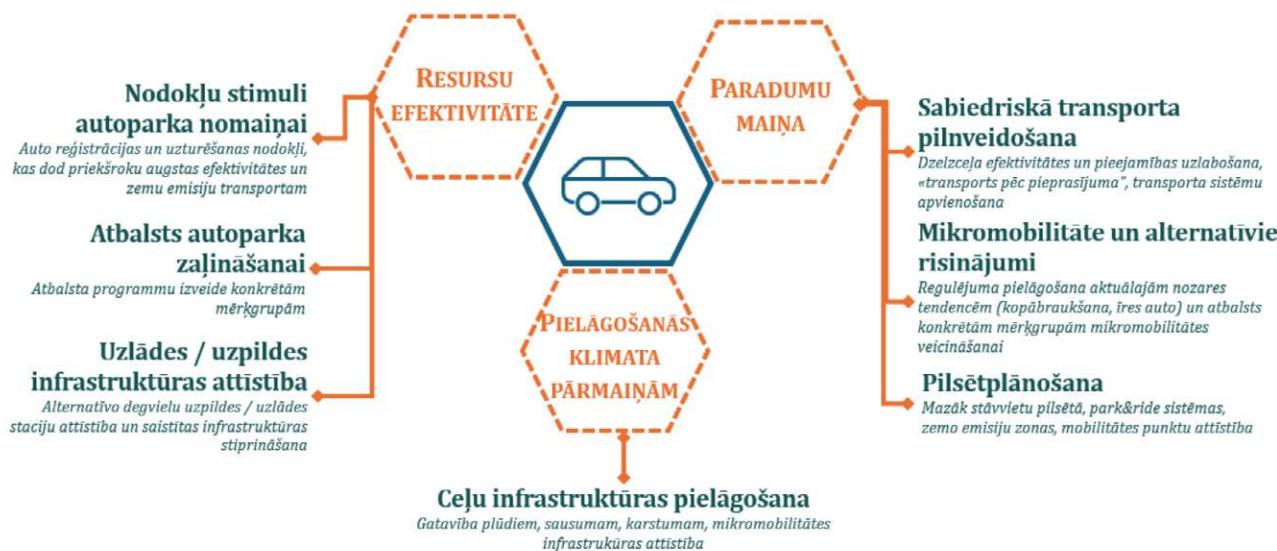 RESURSU
EFEKTIVITĀTE
Nodokļu stimuli
autoparka nomaiņai
Auto reģistrācijas un uzturēšanas nodokļi,
kas dod priekšroku augstas efektivitātes un
zemu emisiju transportam
Atbalsts autoparka
zaļināšanai
Atbalsta programmu izveide konkrētām
mērķgrupām
Uzlādes / uzpildes
infrastruktūras attīstība
Alternatīvo degvielu uzpildes / uzlādes
staciju attīstība un saistītas infrastruktūras
stiprināšana
PARADUMU
MAIŅA
Sabiedriskā transporta
pilnveidošana
Dzelzceļa efektivitātes un pieejamības uzlabošana,
«transports pēc pieprasījuma", transporta sistēmu
apvienošana
Mikromobilitāte un alternatīvie
risinājumi
Regulējuma pielāgošana aktuālajām nozares
tendencēm (kopābraukšana, īres auto) un atbalsts
konkrētām mērķgrupām mikromobilitātes
veicināšanai
Pilsētplānošana
Mazāk stāvvietu pilsētā, park&ride sistēmas,
zemo emisiju zonas, mobilitātes punktu attīstība
PIELĀGOŠANĀS
KLIMATA
PĀRMAIŅĀM
Ceļu infrastruktūras pielāgošana
Gatavība plūdiem, sausumam, karstumam, mikromobilitātes
infrastrukūras attīstība